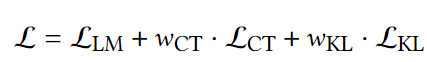 ℒ = ℒ_LM + w_CT · ℒ_CT + w_KL · ℒ_KL